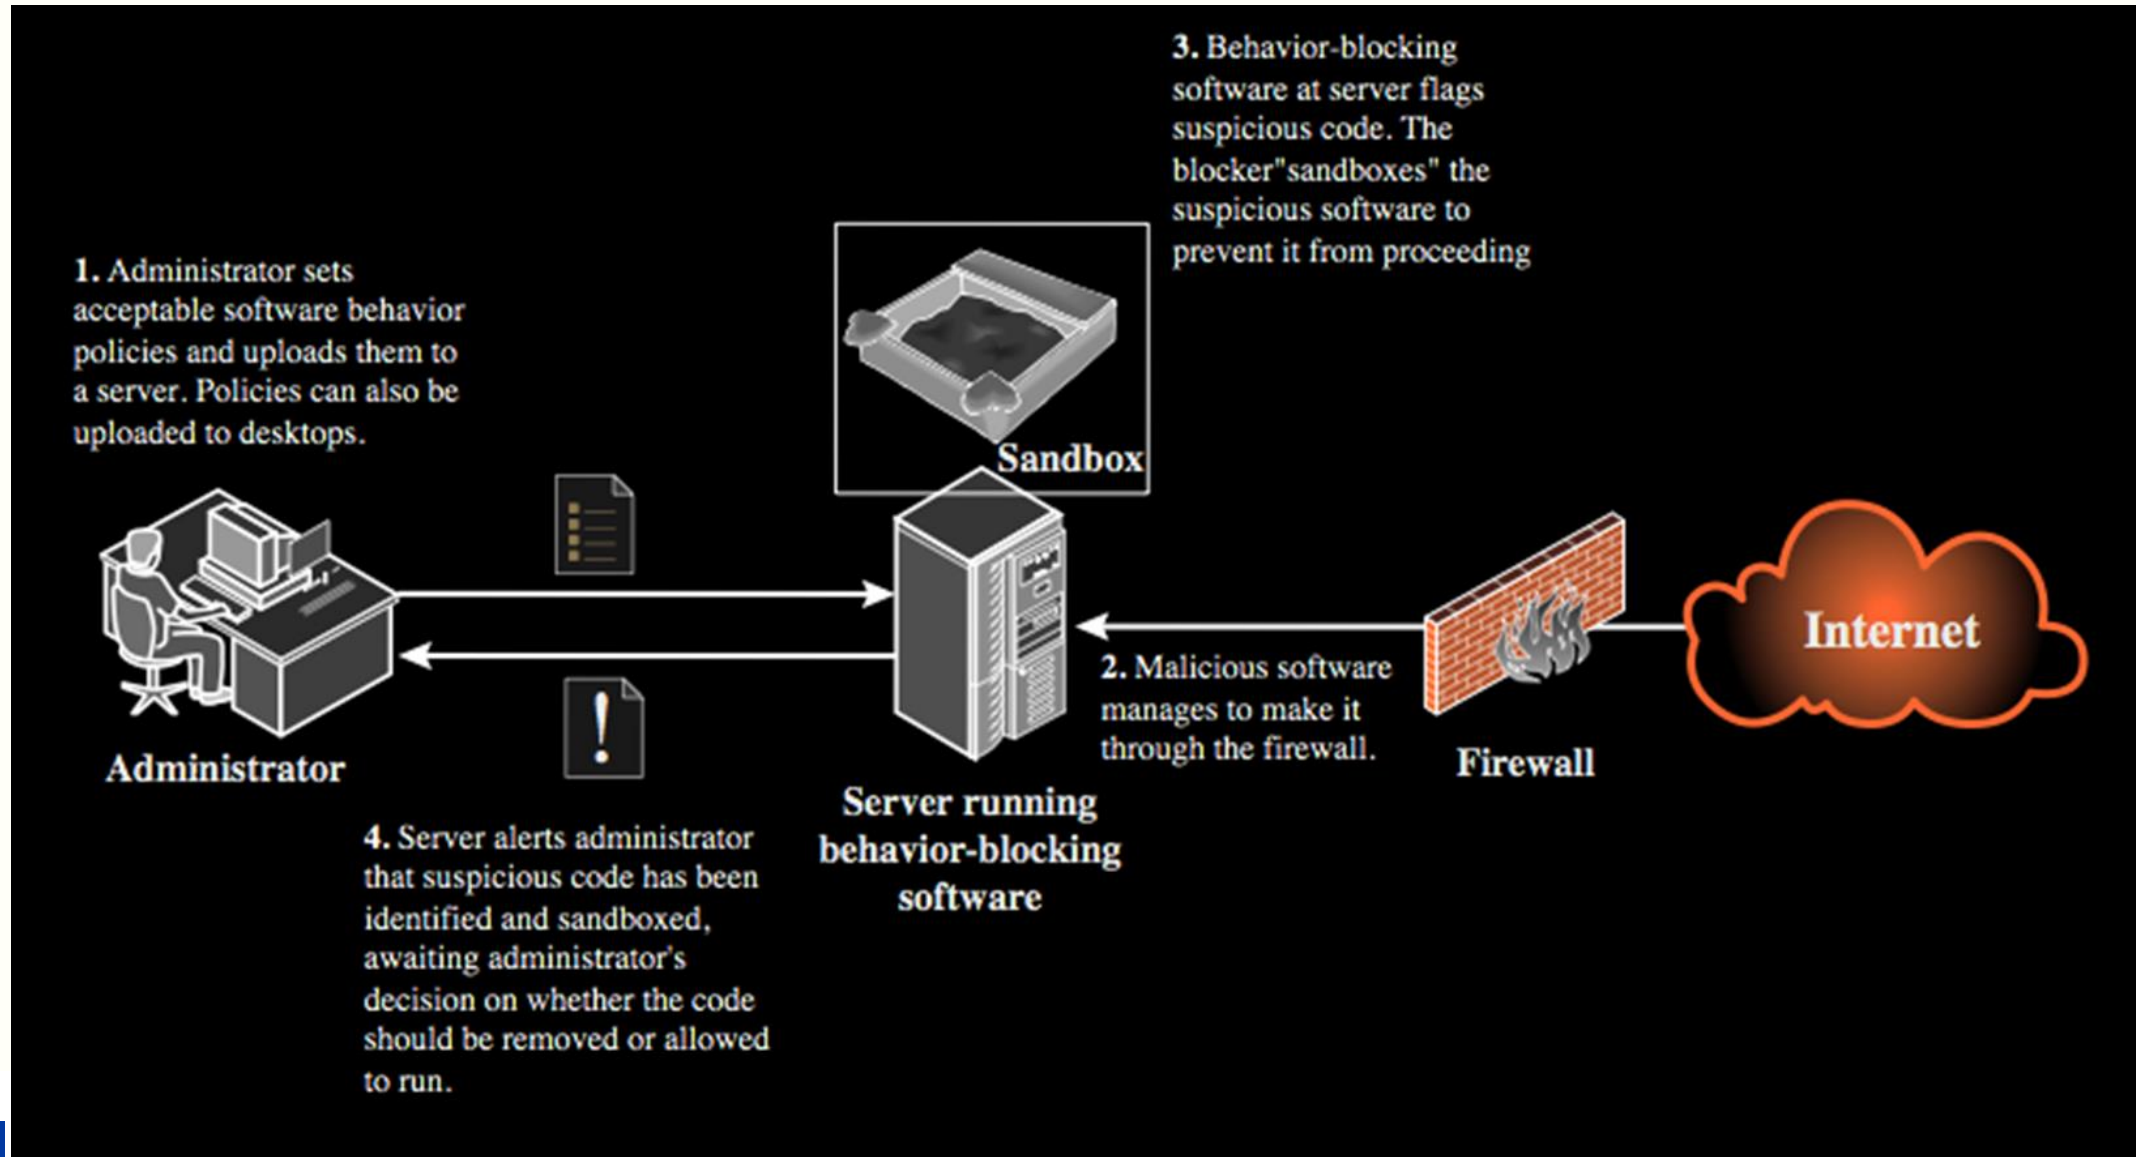 1. Administrator sets
acceptable software behavior
policies and uploads them to
a server. Policies can also be
uploaded to desktops.
Administrator
4. Server alerts administrator
that suspicious code has been
identified and sandboxed,
awaiting administrator's
decision on whether the code
should be removed or allowed
to run.
3. Behavior-blocking
software at server flags
suspicious code. The
blocker"sandboxes" the
suspicious software to
prevent it from proceeding
Sandbox
Server running
behavior-blocking
software
2. Malicious software
manages to make it
through the firewall.
Firewall
Internet